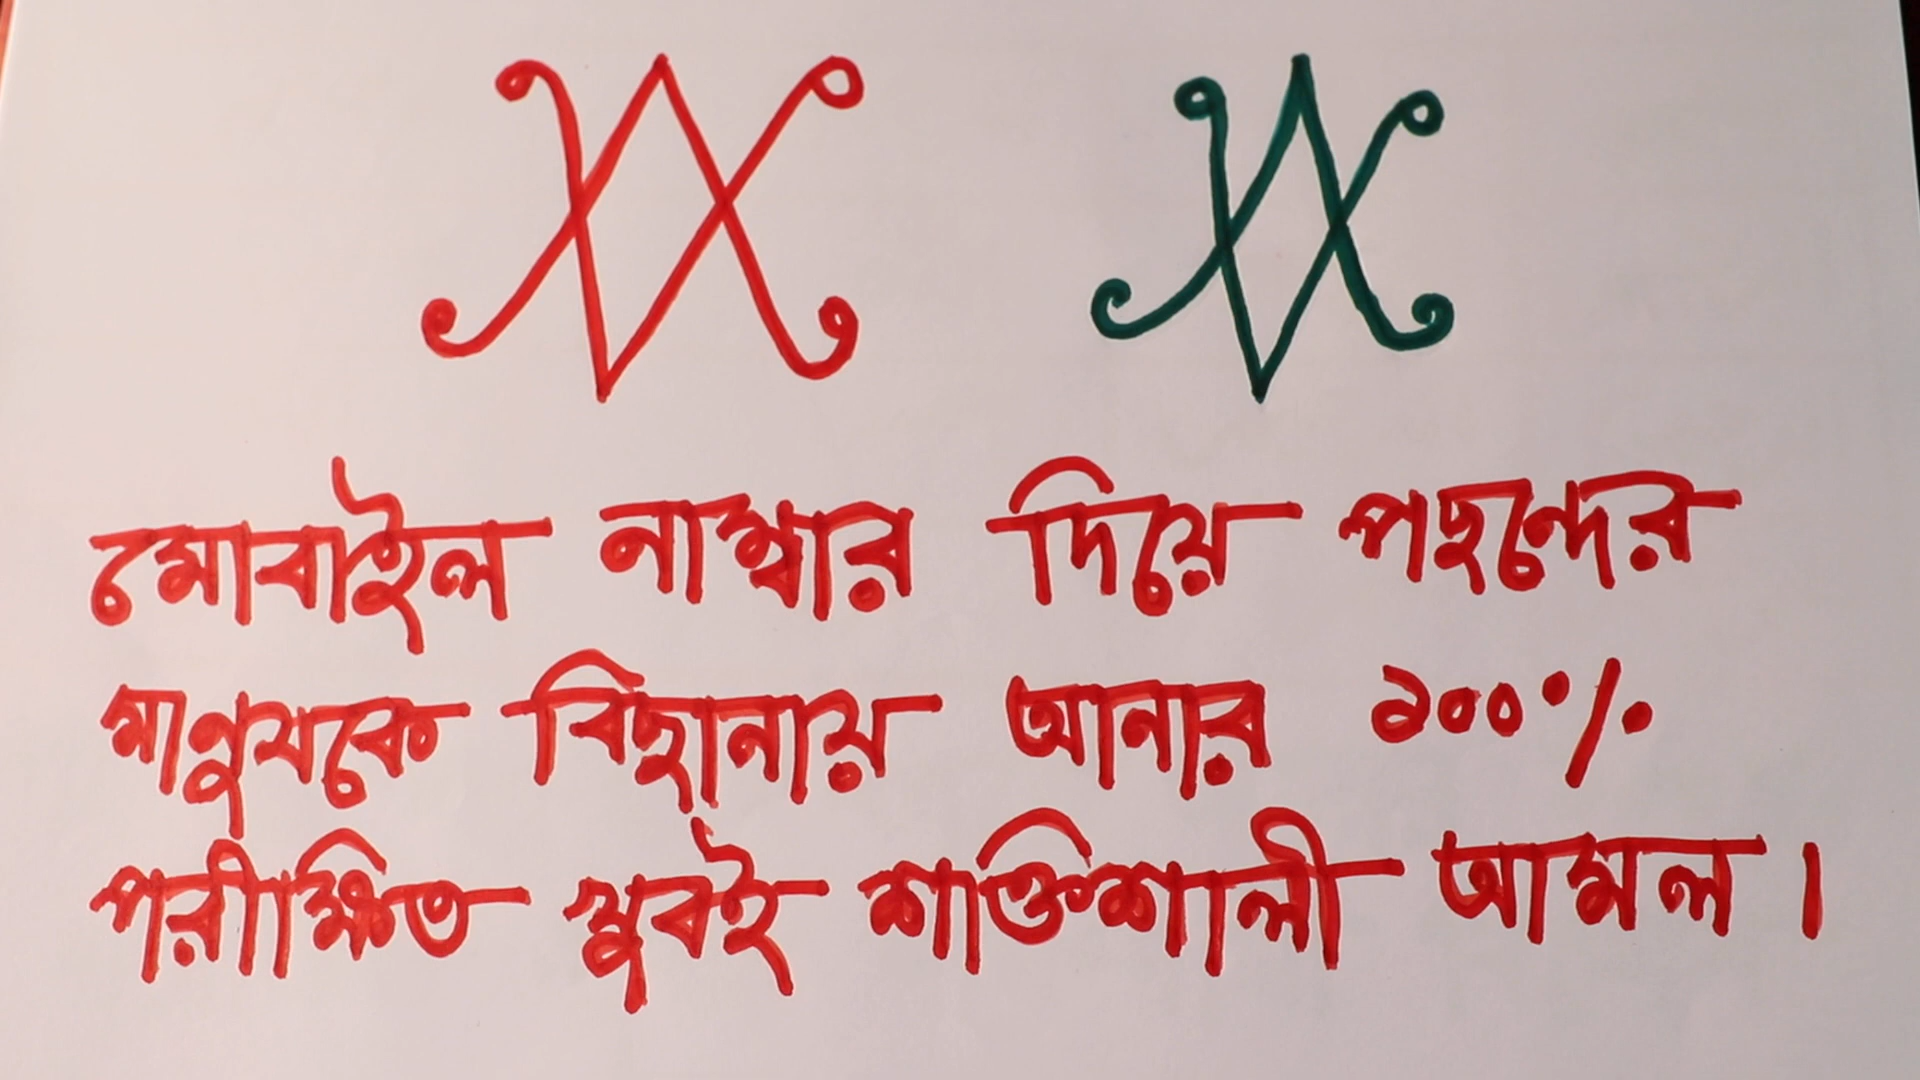 মোবাইল নাম্বার দিয়ে পছন্দের
মানুষকে বিছানায় আনার ১০০%
পরীক্ষিত খুবই শক্তিশালী আমল।